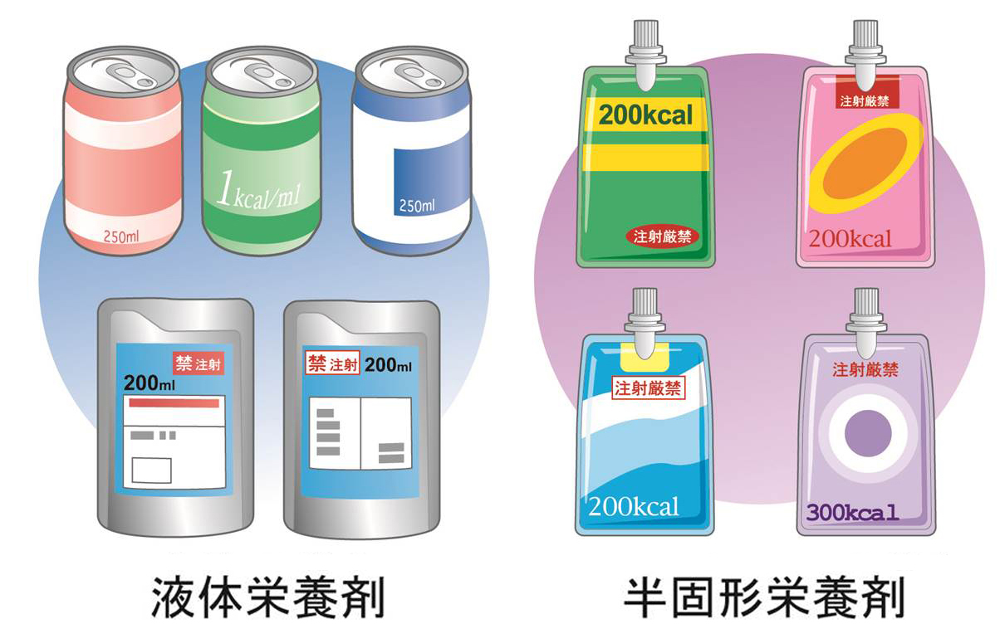 250ml
1kcal/ml
250ml
禁 注射
200ml
禁 注射 200ml
液体栄養剤
200kcal
注射厳禁
注射厳禁
200kcal
注射厳禁
200kcal
注射厳禁
300kcal
半固形栄養剤